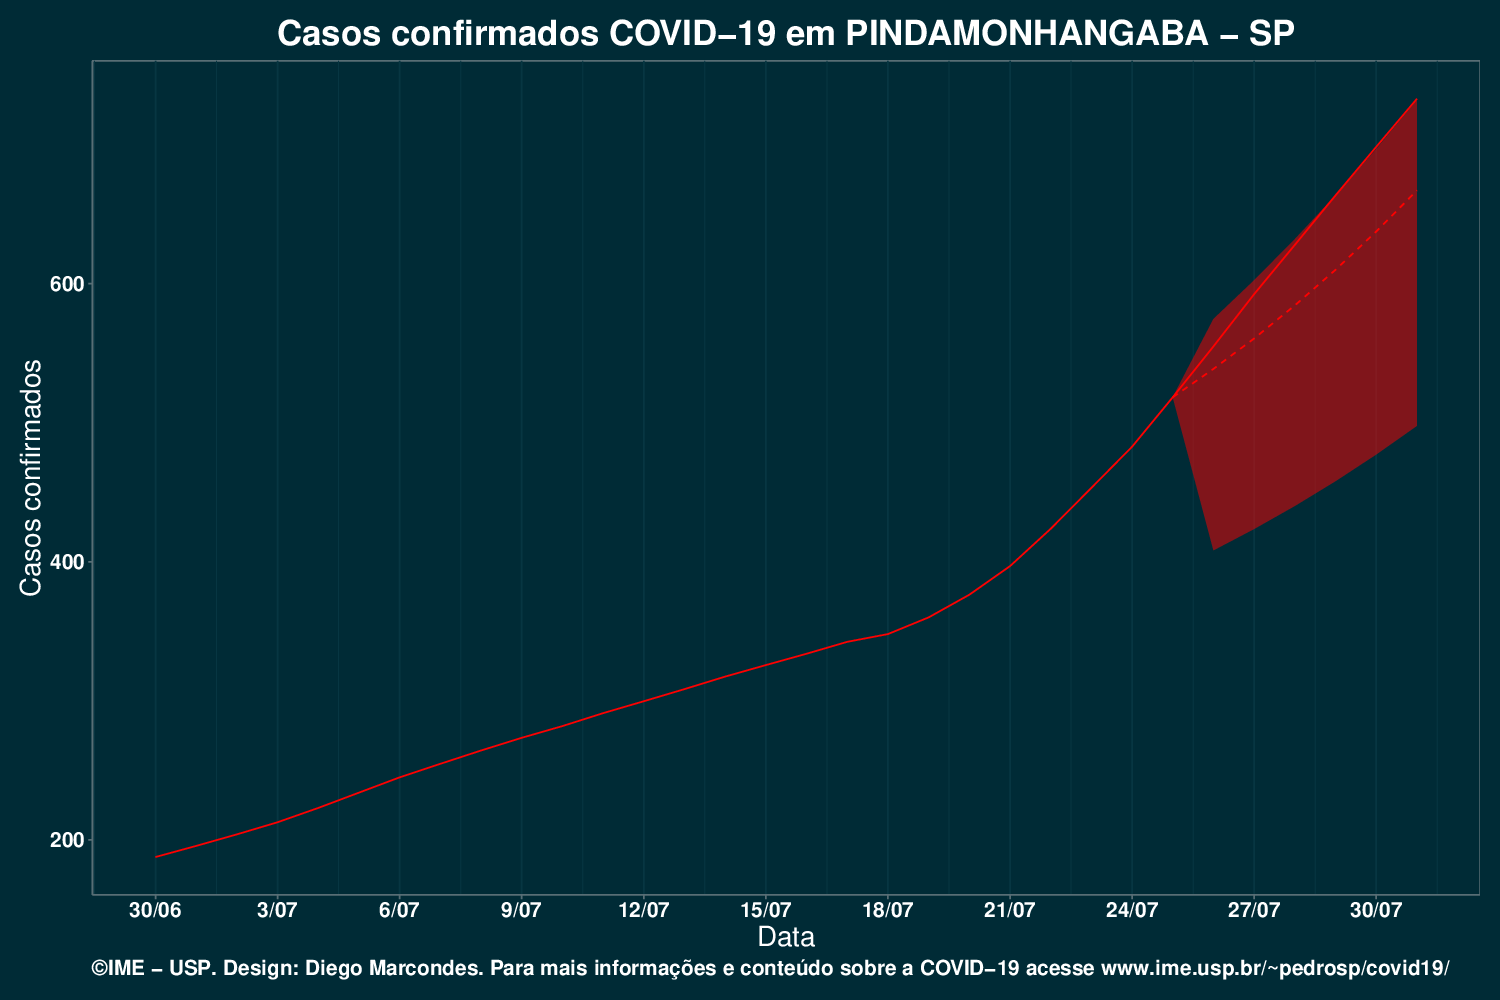 Casos confirmados COVID−19 em PINDAMONHANGABA − SP
Casos confirmados
600
400
200
30/06 3/07 6/07 9/07 12/07 15/07 18/07 21/07 24/07 27/07 30/07
Data
©IME − USP. Design: Diego Marcondes. Para mais informações e conteúdo sobre a COVID−19 acesse www.ime.usp.br/~pedrosp/covid19/